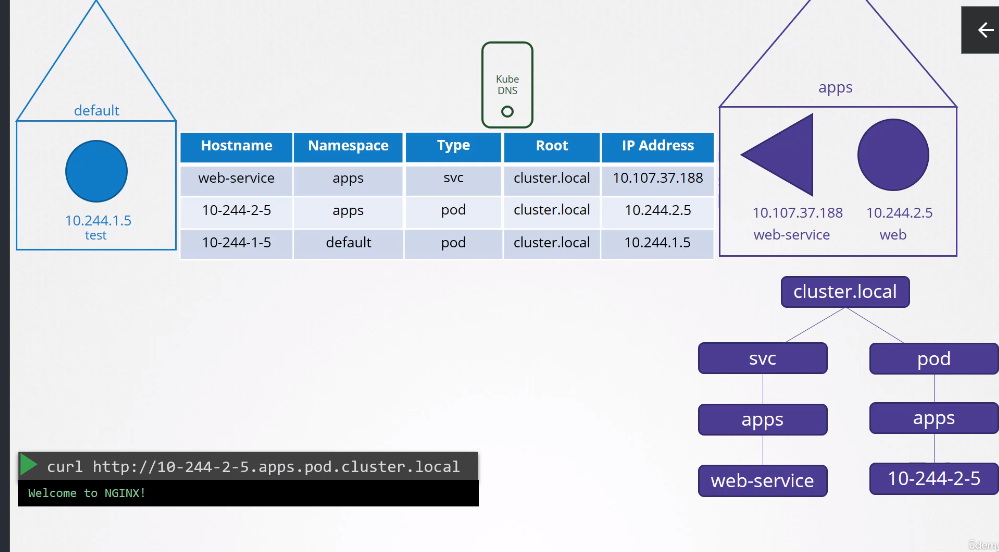 default
10.244.1.5
test
Kube
DNS
Hostname Namespace Type Root IP Address
web-service apps svc cluster.local 10.107.37.188
10-244-2-5 apps pod cluster.local 10.244.2.5
10-244-1-5 default pod cluster.local 10.244.1.5
apps
10.107.37.188 10.244.2.5
web-service web
cluster.local
svc pod
apps apps
web-service 10-244-2-5
curl http://10-244-2-5.apps.pod.cluster.local
Welcome to NGINX!